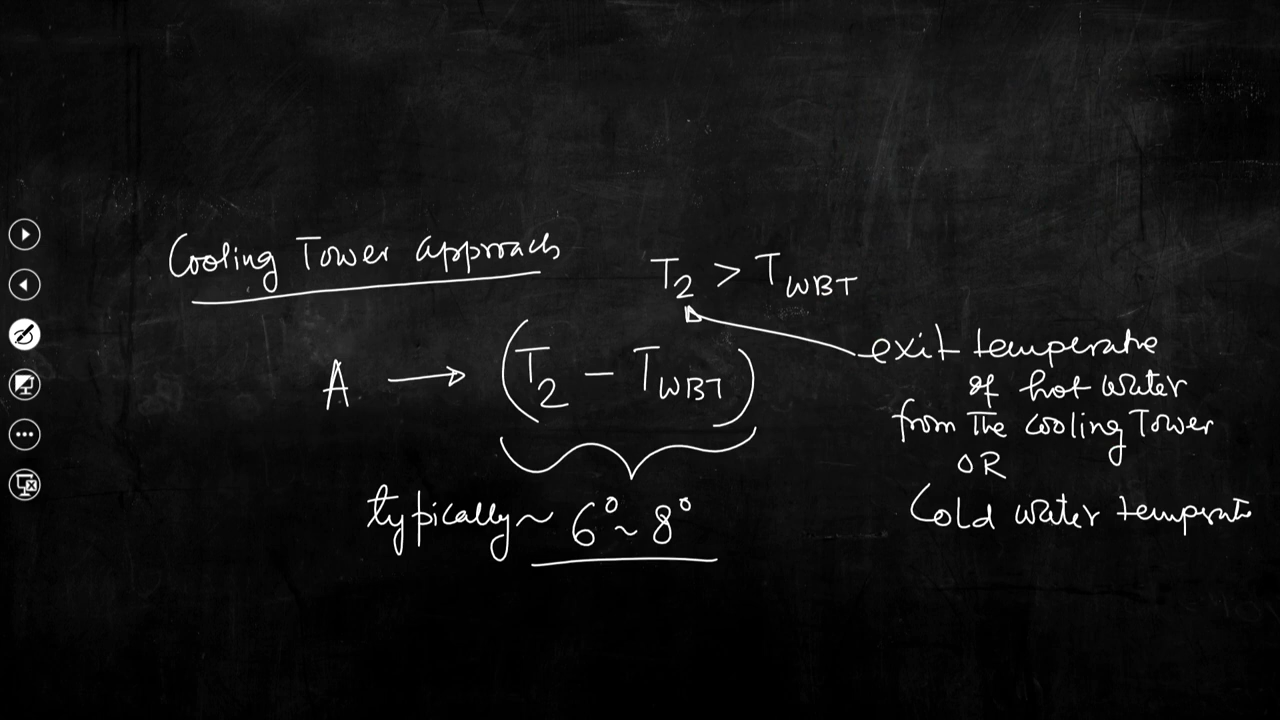 Cooling Tower approach
T2 > TWBT
A → (T2 - TWBT)
typically ~ 6° ~ 8°
exit temperature
of hot water
from the cooling Tower
OR
Cold water temperate